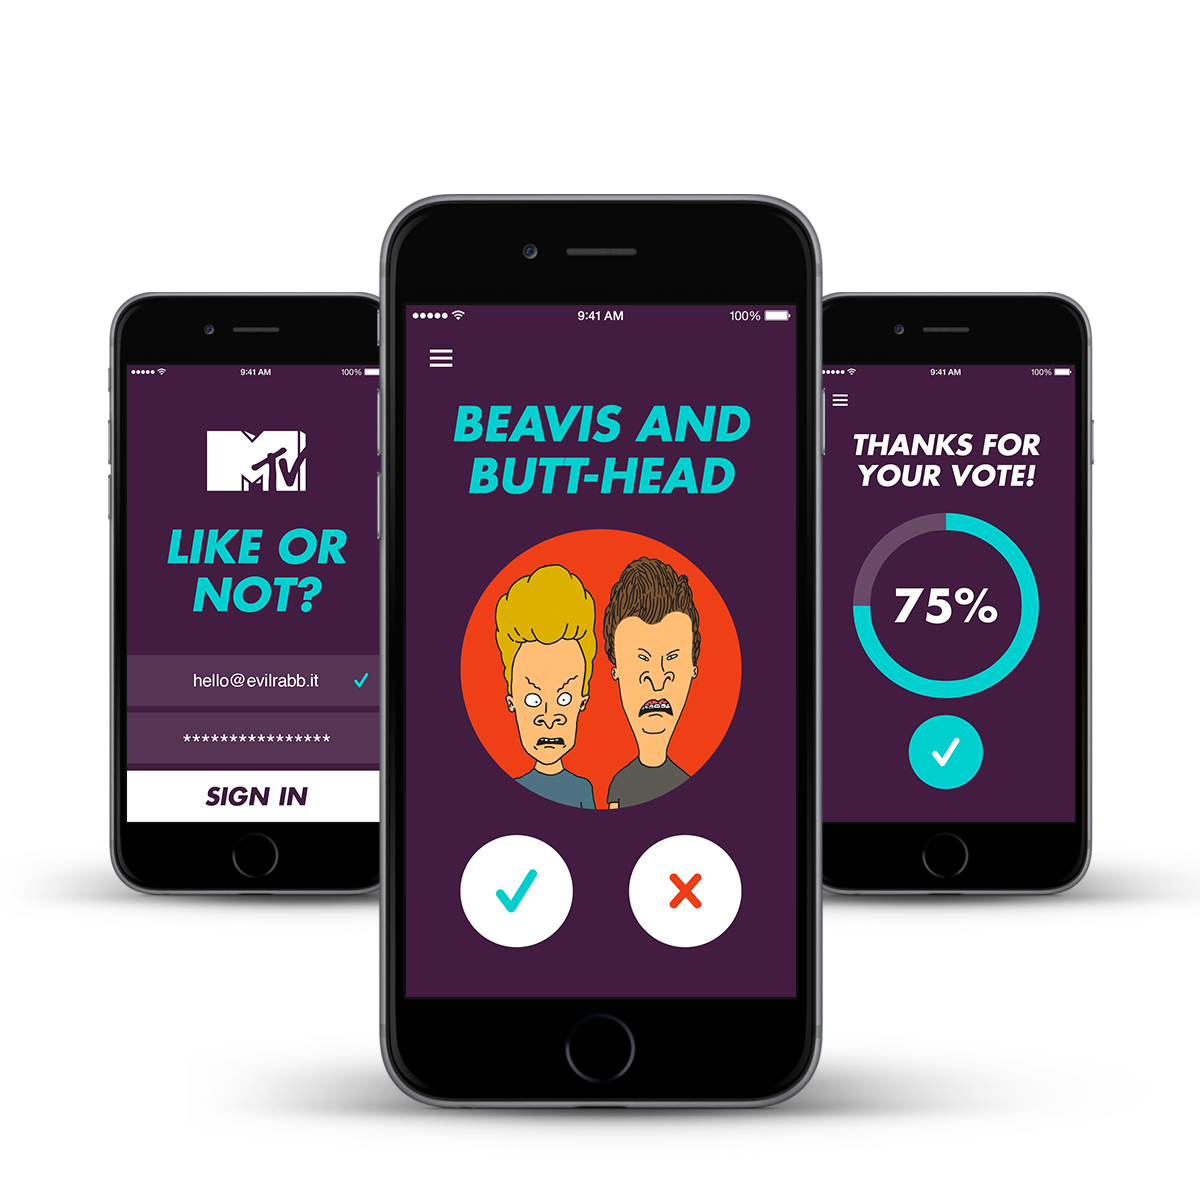 9:41 AM
100%
MTV
LIKE OR
NOT?
hello@evilrabb.it
****************
SIGN IN
9:41 AM
100%
BEAVIS AND
BUTT-HEAD
9:41 AM
100%
THANKS FOR
YOUR VOTE!
75%